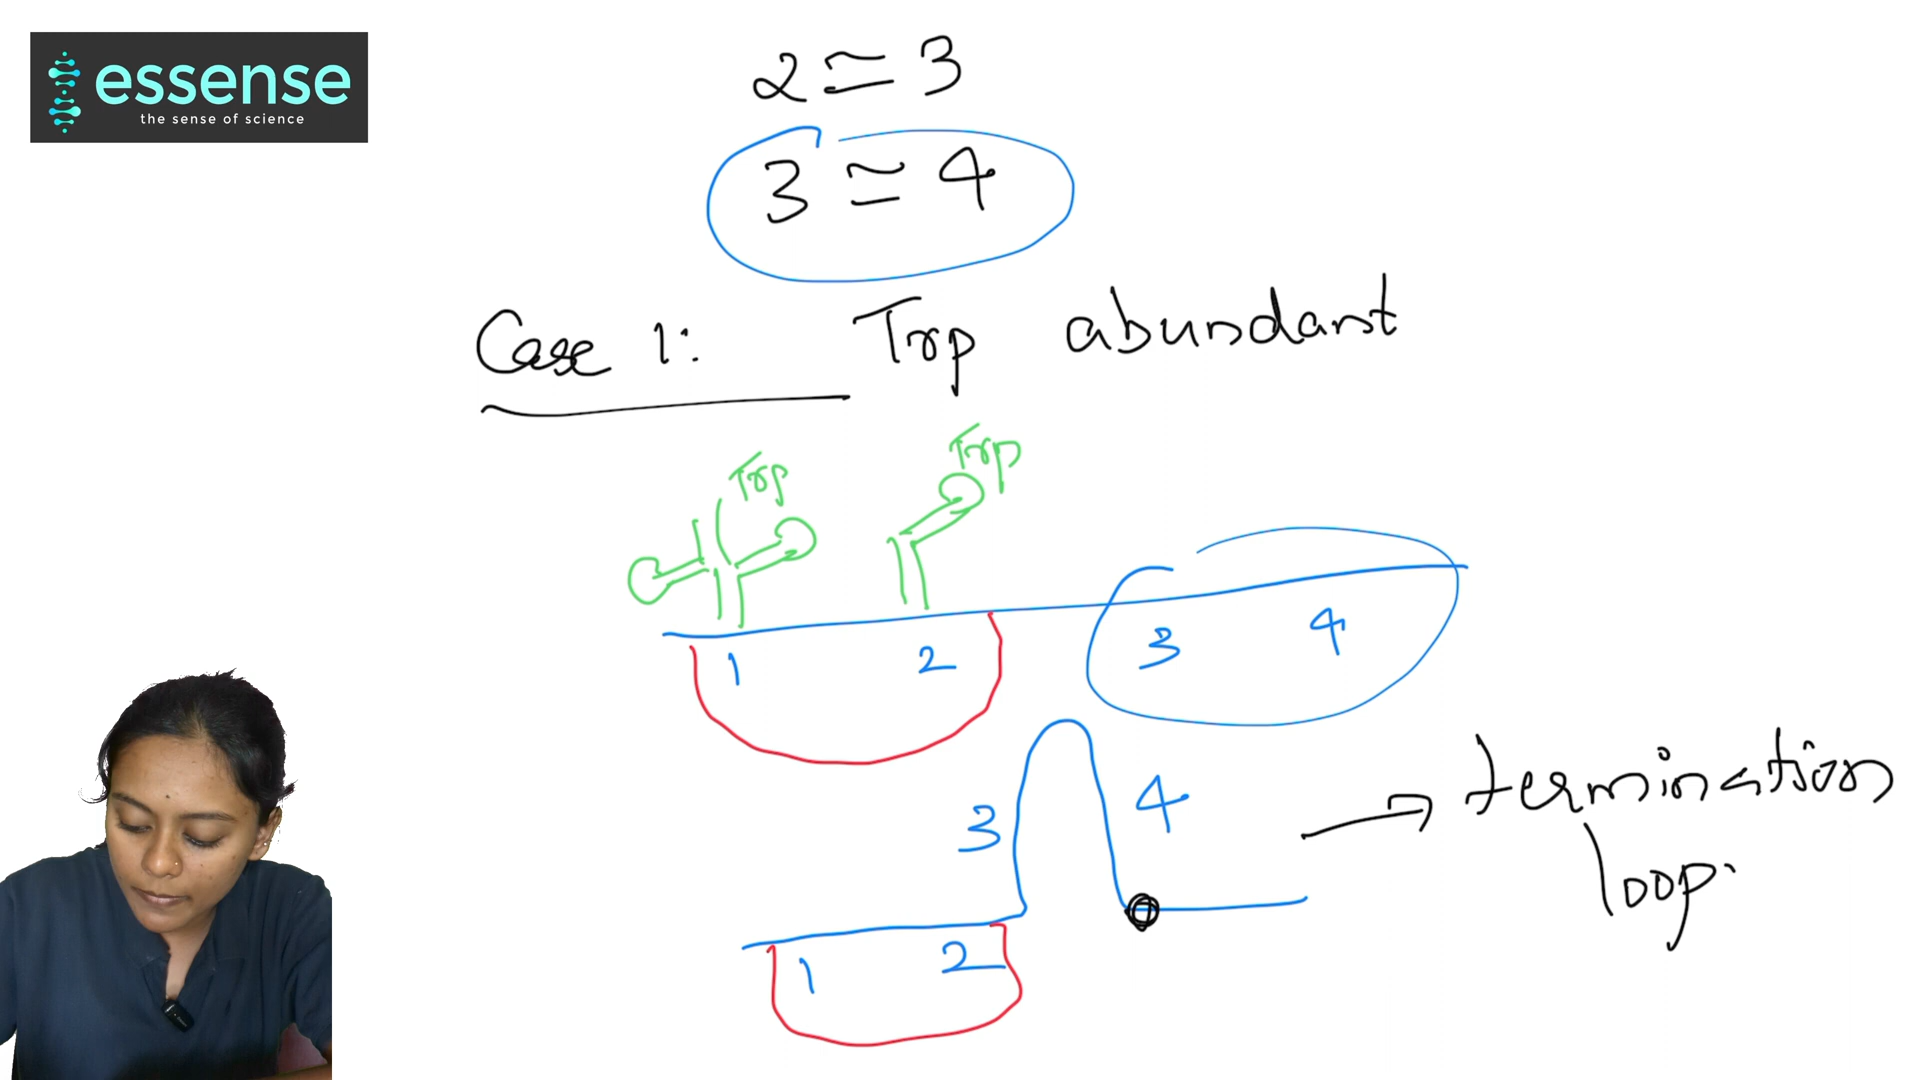 essense
the sense of science
2 ≃ 3
3 ≃ 4
Case 1: Trp abundant
Trp Trp
1 2 3 4
3 4 → termination
loop.
1 2